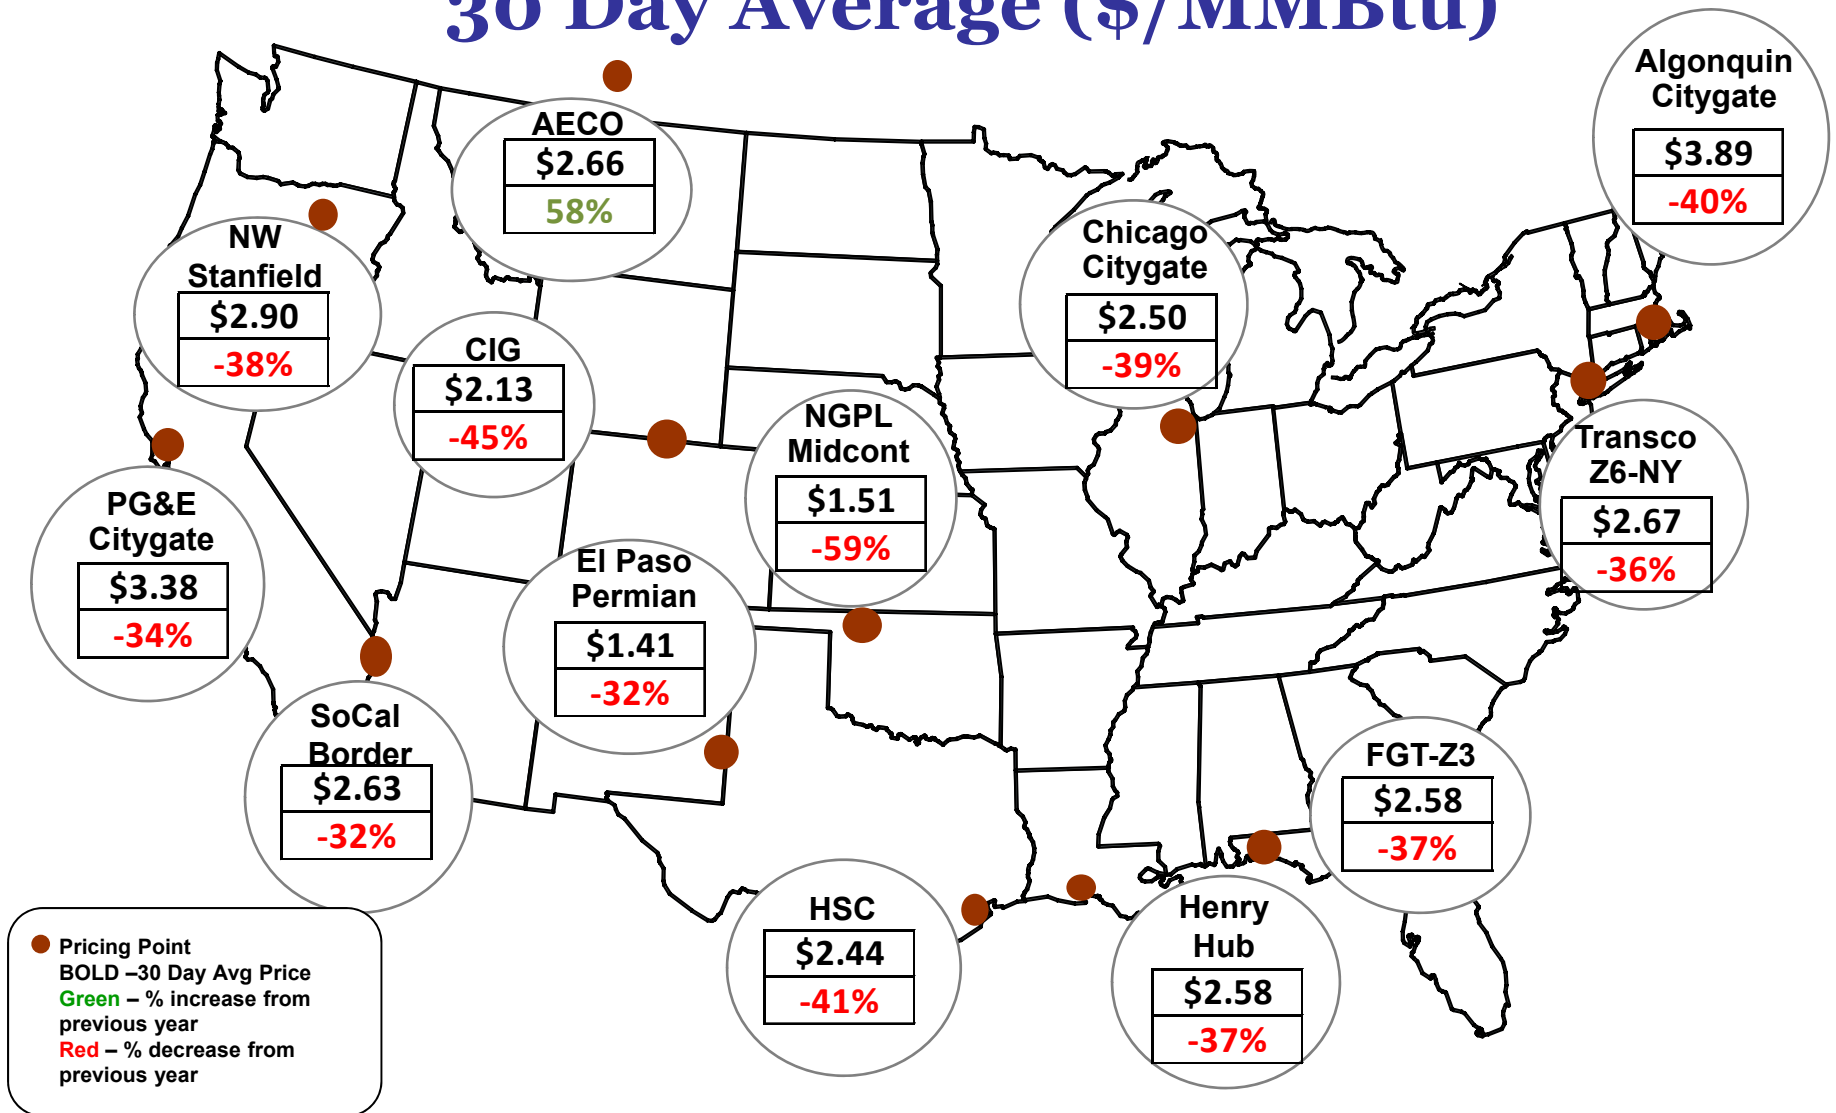 30 Day Average ($/MMBtu)
Algonquin
Citygate
$3.89
-40%
AECO
$2.66
58%
NW
Stanfield
$2.90
-38%
Chicago
Citygate
$2.50
-39%
CIG
$2.13
-45%
NGPL
Midcont
$1.51
-59%
Transco
Z6-NY
$2.67
-36%
PG&E
Citygate
$3.38
-34%
El Paso
Permian
$1.41
-32%
SoCal
Border
$2.63
-32%
FGT-Z3
$2.58
-37%
HSC
$2.44
-41%
Henry
Hub
$2.58
-37%
Pricing Point
BOLD –30 Day Avg Price
Green – % increase from
previous year
Red – % decrease from
previous year